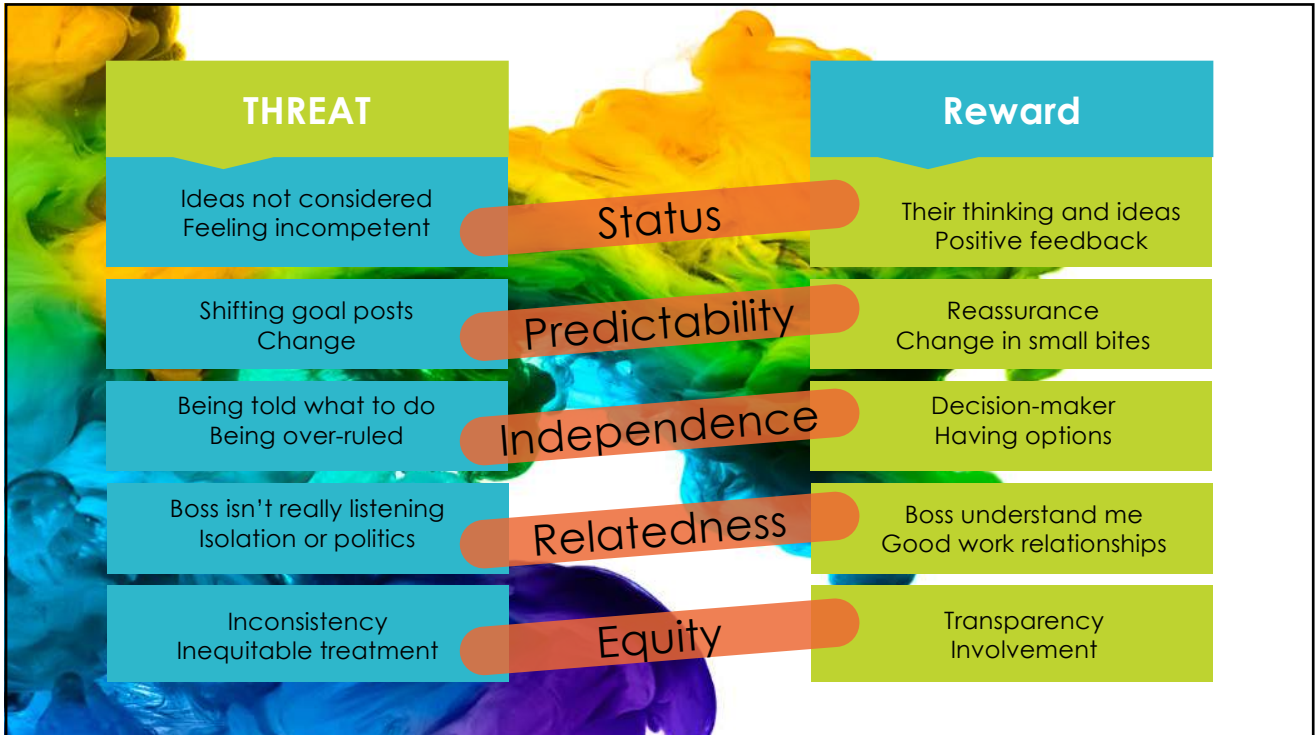 THREAT
Reward
Ideas not considered
Feeling incompetent
Status
Their thinking and ideas
Positive feedback
Shifting goal posts
Change
Predictability
Reassurance
Change in small bites
Being told what to do
Being over-ruled
Independence
Decision-maker
Having options
Boss isn’t really listening
Isolation or politics
Relatedness
Boss understand me
Good work relationships
Inconsistency
Inequitable treatment
Equity
Transparency
Involvement